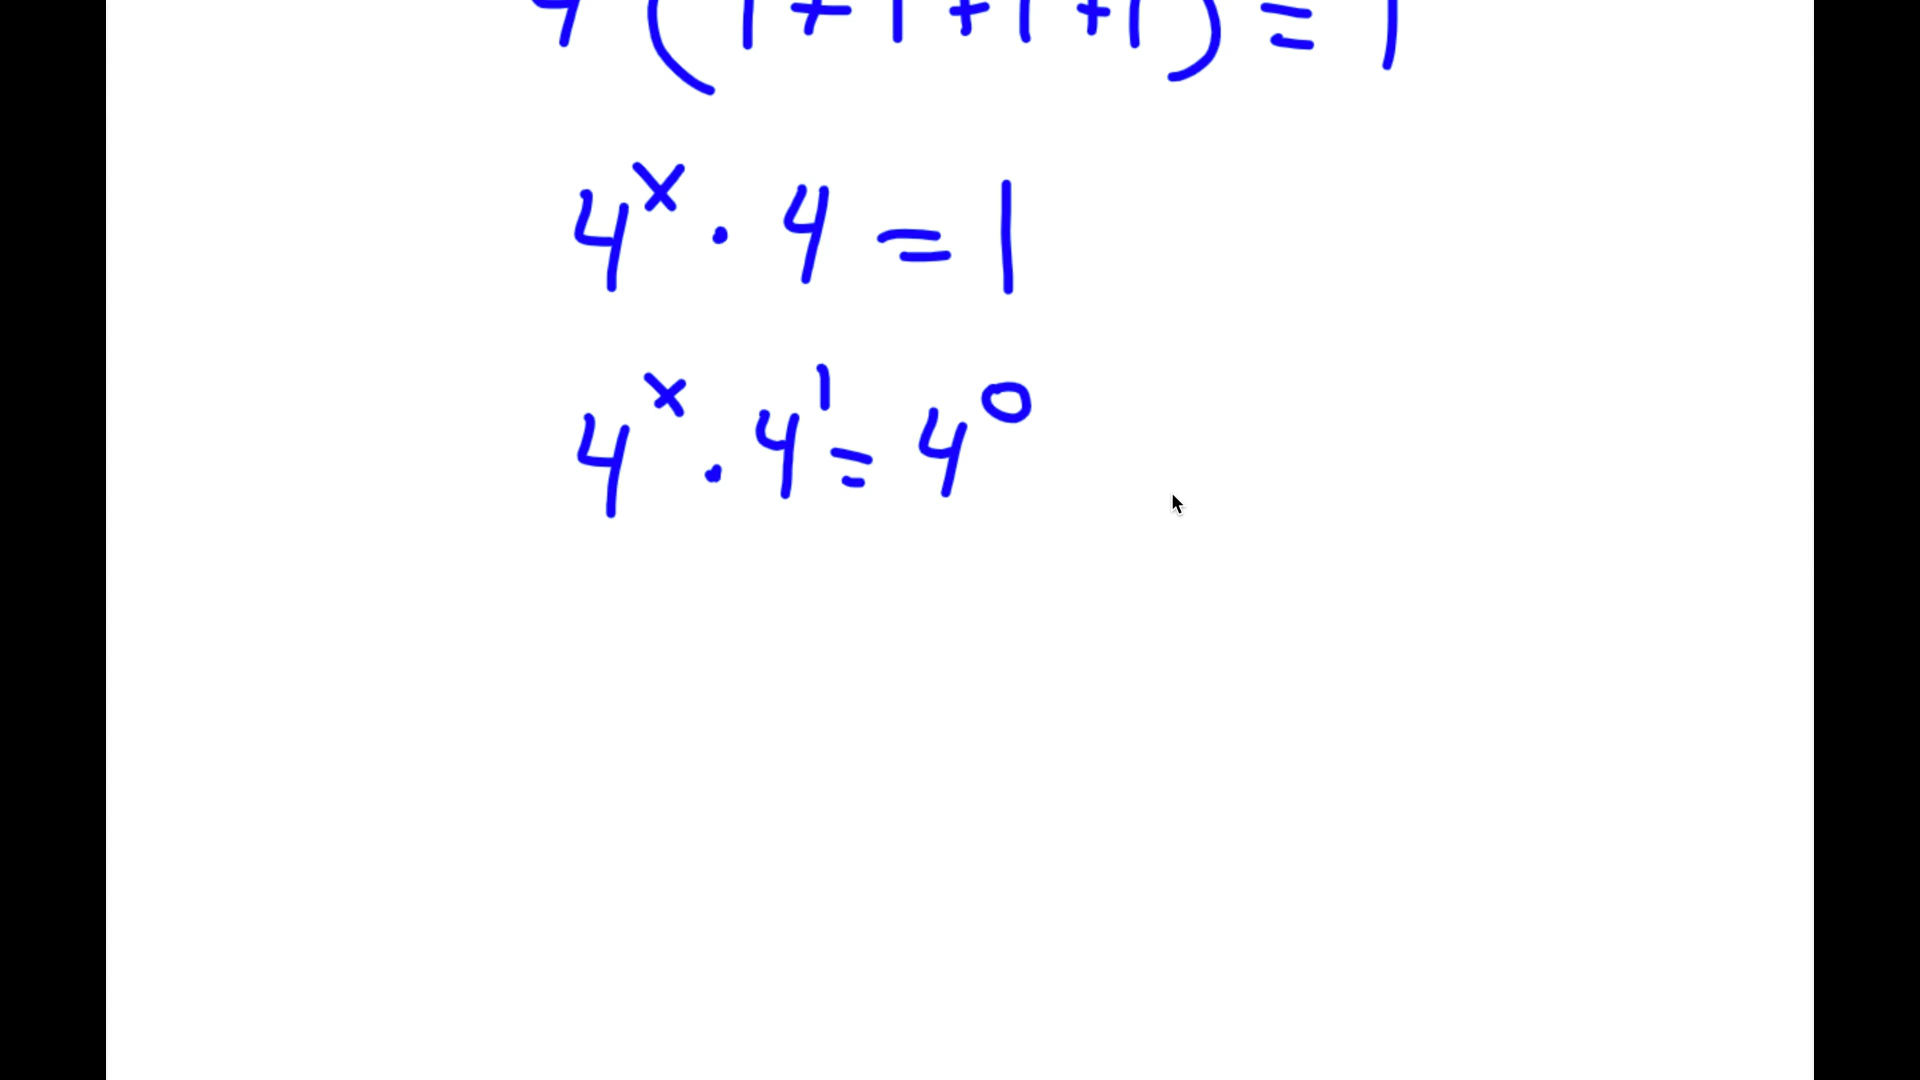 4 (1 + 1 + 1 + 1) = 1
4^x · 4 = 1
4^x · 4^1 = 4^0